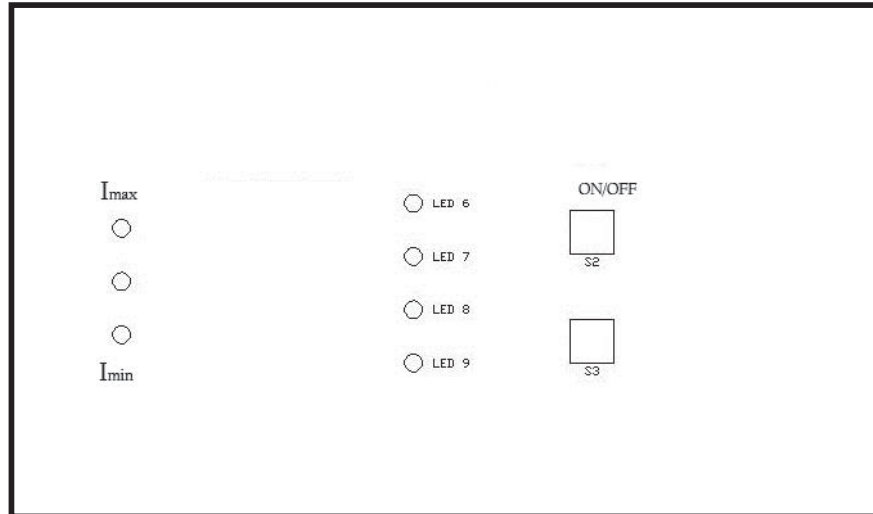 Imax
Imin
LED 6
LED 7
LED 8
LED 9
ON/OFF
S2
S3